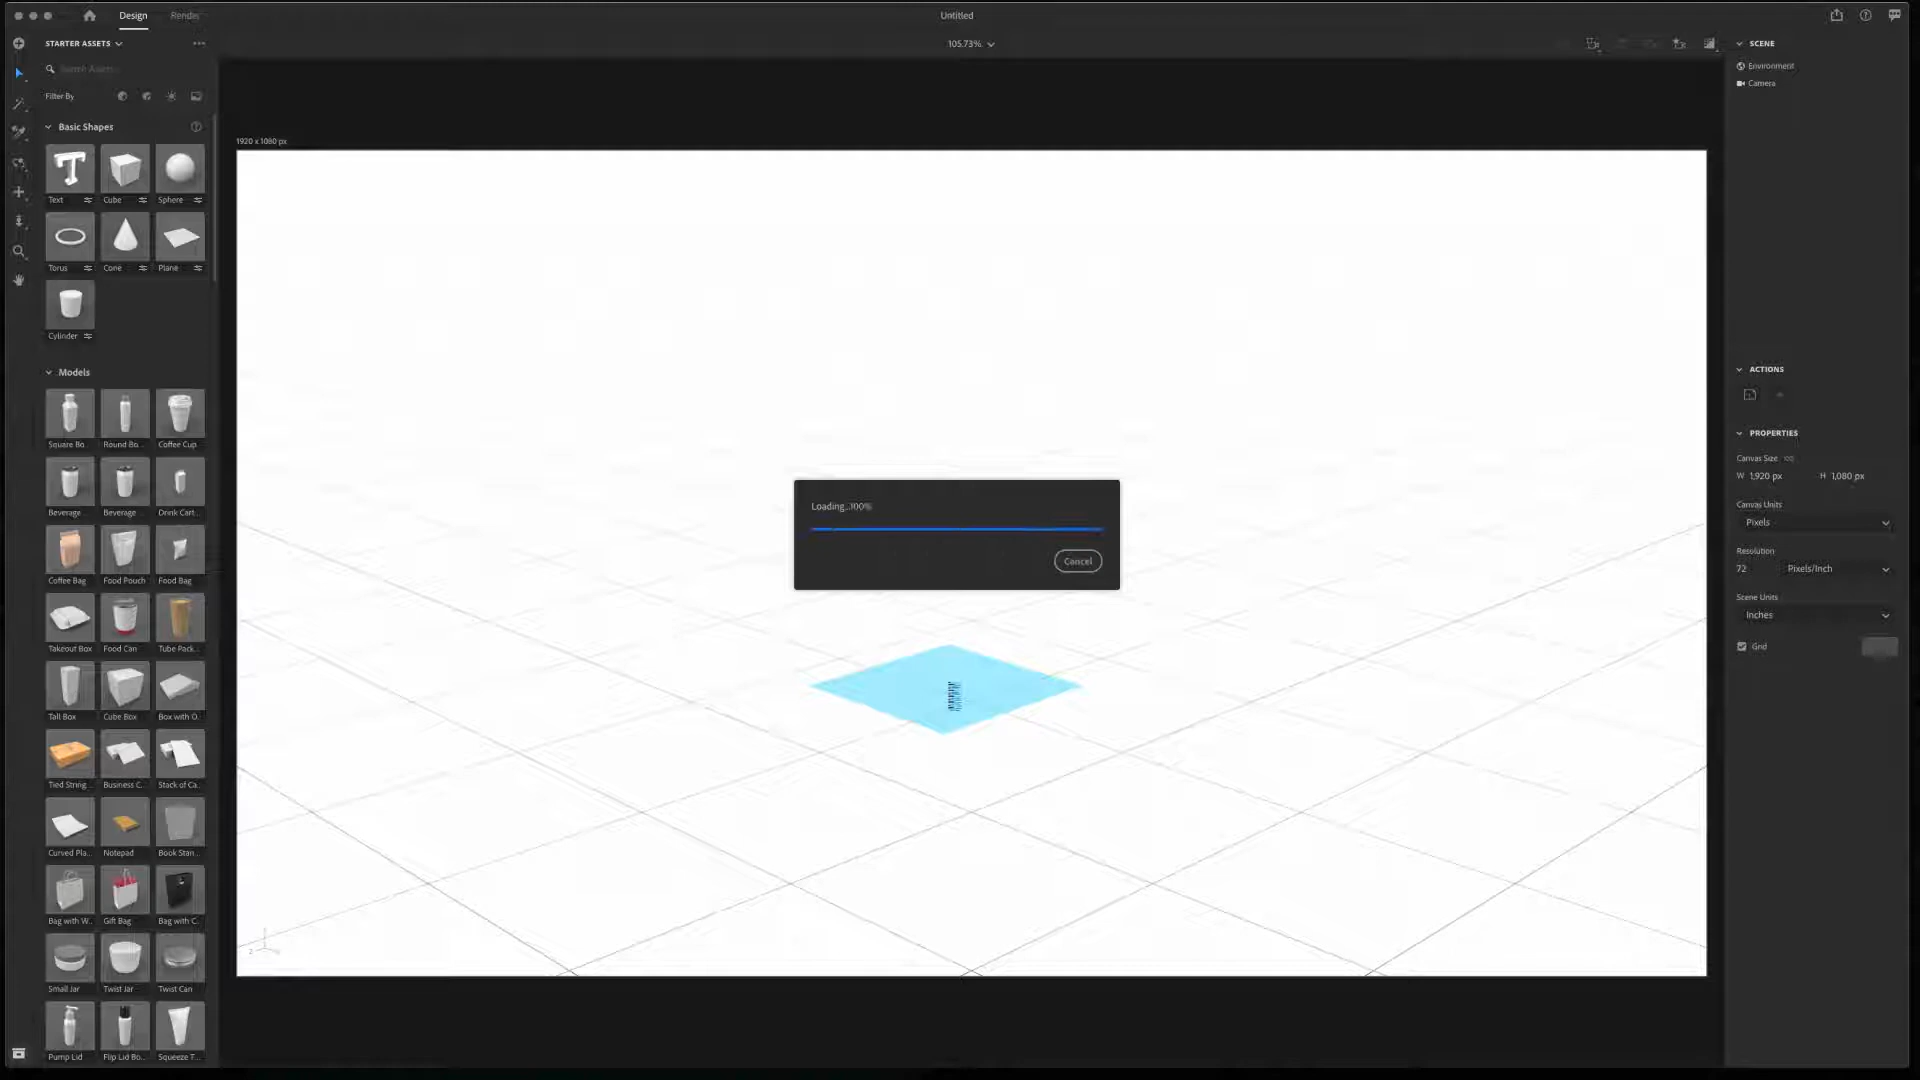 Design
Render
Untitled
STARTER ASSETS
105.73%
SCENE
Search Assets
Environment
Camera
Filter By
Basic Shapes
1920 x 1080 px
Text
Cube
Sphere
Torus
Cone
Plane
Cylinder
Models
Square Bo...
Round Bo...
Coffee Cup
Beverage
Beverage
Drink Cart...
Coffee Bag
Food Pouch
Food Bag
Takeout Box
Food Can
Tube Pack...
Tall Box
Cube Box
Box with O...
Tied String...
Business C...
Stack of Ca...
Curved Pla...
Notepad
Book Stan...
Bag with W...
Gift Bag
Bag with C...
Small Jar
Twist Jar
Twist Can
Pump Lid
Flip Lid Bo...
Squeeze T...
Loading...100%
Cancel
Z
ACTIONS
PROPERTIES
Canvas Size
W 1,920 px
H 1,080 px
Canvas Units
Pixels
Resolution
72
Pixels/Inch
Scene Units
Inches
Grid